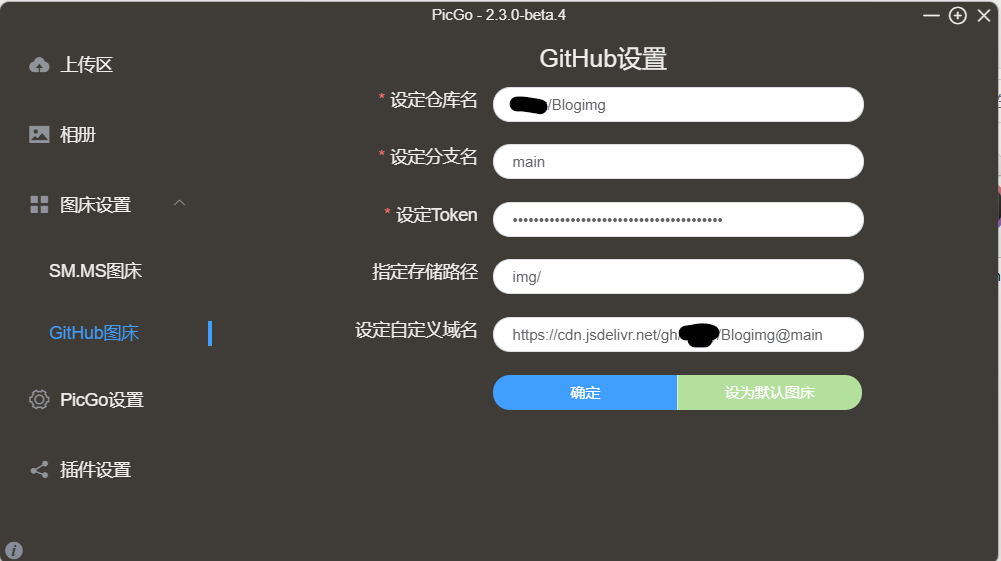 PicGo - 2.3.0-beta.4
上传区
相册
图床设置
SM.MS图床
GitHub图床
PicGo设置
插件设置
GitHub设置
* 设定仓库名
/Blogimg
* 设定分支名
main
* 设定Token
••••••••••••••••••••••••••••••••••••••••
指定存储路径
img/
设定自定义域名
https://cdn.jsdelivr.net/gh/ /Blogimg@main
确定
设为默认图床